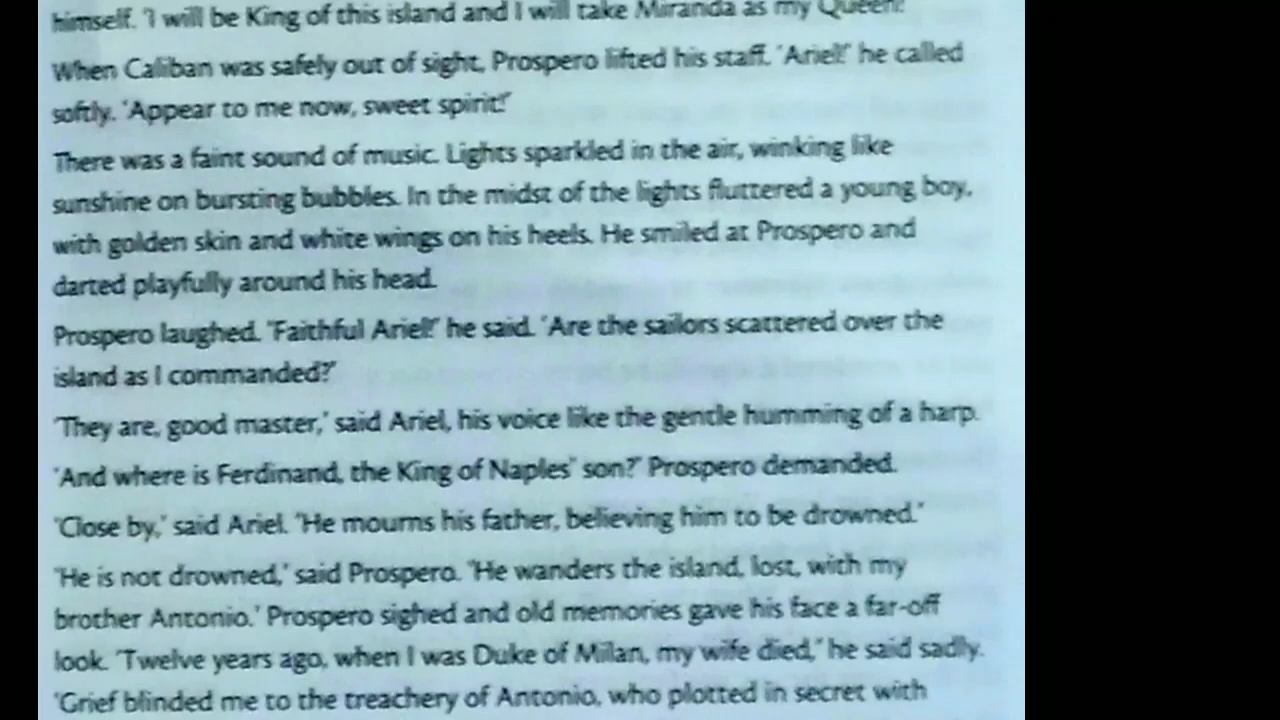 himself. 'I will be King of this island and I will take Miranda as my Queen!'
When Caliban was safely out of sight, Prospero lifted his staff. 'Ariel!' he called
softly. 'Appear to me now, sweet spirit!'
There was a faint sound of music. Lights sparkled in the air, winking like
sunshine on bursting bubbles. In the midst of the lights fluttered a young boy,
with golden skin and white wings on his heels. He smiled at Prospero and
darted playfully around his head.
Prospero laughed. 'Faithful Ariel!' he said. 'Are the sailors scattered over the
island as I commanded?'
'They are, good master,' said Ariel, his voice like the gentle humming of a harp.
'And where is Ferdinand, the King of Naples' son?' Prospero demanded.
'Close by,' said Ariel. 'He mourns his father, believing him to be drowned.'
'He is not drowned,' said Prospero. 'He wanders the island, lost, with my
brother Antonio.' Prospero sighed and old memories gave his face a far-off
look. 'Twelve years ago, when I was Duke of Milan, my wife died,' he said sadly.
'Grief blinded me to the treachery of Antonio, who plotted in secret with